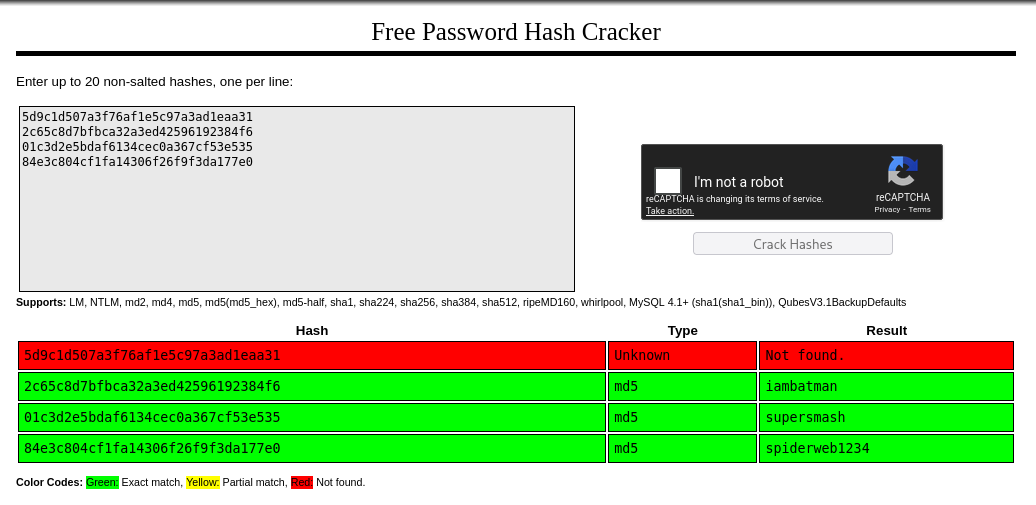 Free Password Hash Cracker
Enter up to 20 non-salted hashes, one per line:
5d9c1d507a3f76af1e5c97a3ad1eaa31
2c65c8d7bfbca32a3ed42596192384f6
01c3d2e5bdaf6134cec0a367cf53e535
84e3c804cf1fa14306f26f9f3da177e0
I'm not a robot
reCAPTCHA is changing its terms of service.
Take action.
reCAPTCHA
Privacy - Terms
Crack Hashes
Supports: LM, NTLM, md2, md4, md5, md5(md5_hex), md5-half, sha1, sha224, sha256, sha384, sha512, ripeMD160, whirlpool, MySQL 4.1+ (sha1(sha1_bin)), QubesV3.1BackupDefaults
Hash Type Result
5d9c1d507a3f76af1e5c97a3ad1eaa31 Unknown Not found.
2c65c8d7bfbca32a3ed42596192384f6 md5 iambatman
01c3d2e5bdaf6134cec0a367cf53e535 md5 supersmash
84e3c804cf1fa14306f26f9f3da177e0 md5 spiderweb1234
Color Codes: Green: Exact match, Yellow: Partial match, Red: Not found.